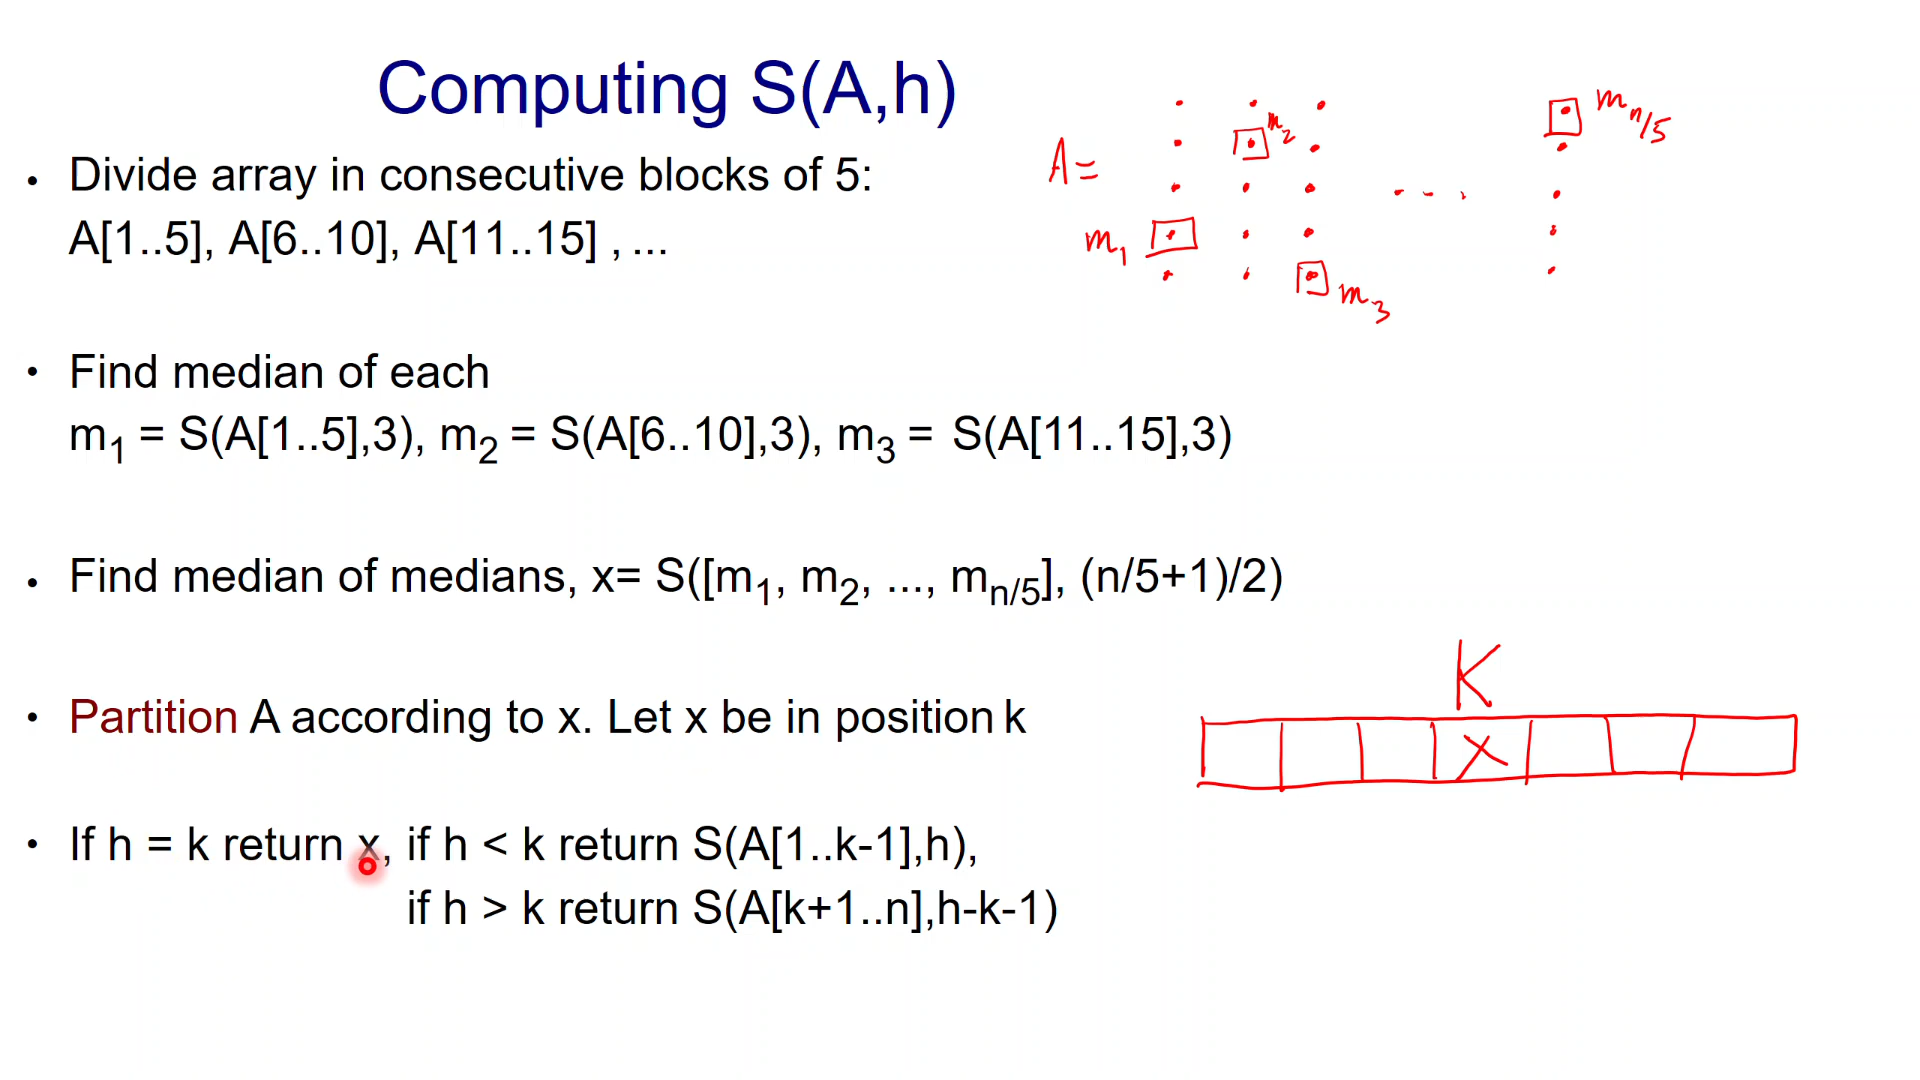 Computing S(A,h)
• Divide array in consecutive blocks of 5:
A[1..5], A[6..10], A[11..15] , ...
• Find median of each
m₁ = S(A[1..5],3), m₂ = S(A[6..10],3), m₃ = S(A[11..15],3)
• Find median of medians, x= S([m₁, m₂, ..., mn/5], (n/5+1)/2)
• Partition A according to x. Let x be in position k
• If h = k return x, if h < k return S(A[1..k-1],h),
if h > k return S(A[k+1..n],h-k-1)
A=
m₂
mn/5
m₁
m₃
K
X